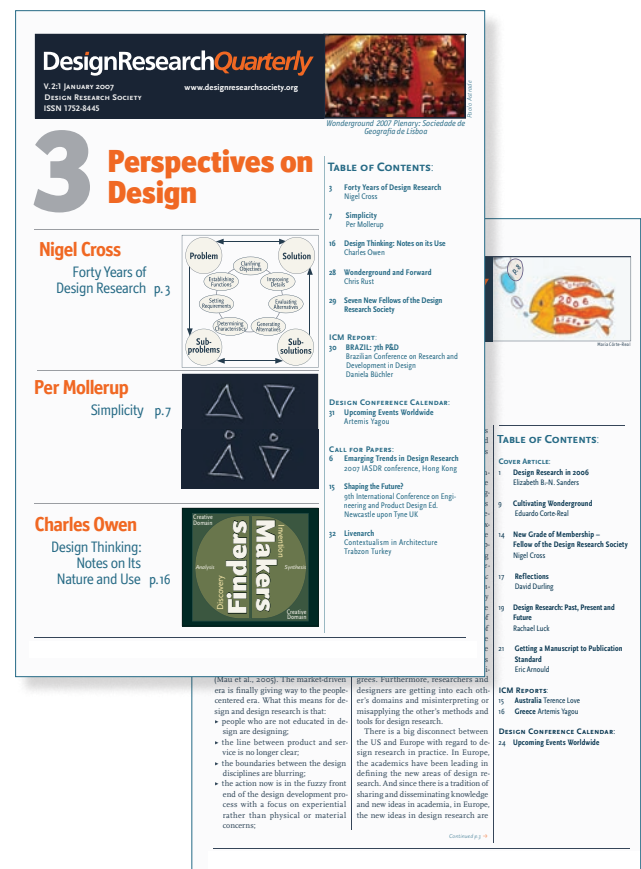 DesignResearchQuarterly
V.2:1 January 2007
Design Research Society
ISSN 1752-8445
www.designresearchsociety.org
Paolo Astrade
Wonderground 2007 Plenary: Sociedade de
Geografia de Lisboa
3 Perspectives on
Design
Nigel Cross
Forty Years of
Design Research p.3
Problem
Solution
Clarifying
Objectives
Establishing
Functions
Improving
Details
Setting
Requirements
Evaluating
Alternatives
Determining
Characteristics
Generating
Alternatives
Sub-
problems
Sub-
solutions
Per Mollerup
Simplicity p.7
Charles Owen
Design Thinking:
Notes on Its
Nature and Use p.16
Creative
Domain
Analysis
Discovery
Finders
Makers
Invention
Synthesis
Creative
Domain
Table of Contents:
3 Forty Years of Design Research
Nigel Cross
7 Simplicity
Per Mollerup
16 Design Thinking: Notes on its Use
Charles Owen
28 Wonderground and Forward
Chris Rust
29 Seven New Fellows of the Design
Research Society
ICM Report:
30 BRAZIL: 7th P&D
Brazilian Conference on Research and
Development in Design
Daniela Büchler
Design Conference Calendar:
31 Upcoming Events Worldwide
Artemis Yagou
Call for Papers:
6 Emarging Trends in Design Research
2007 IASDR conference, Hong Kong
15 Shaping the Future?
9th International Conference on Engi-
neering and Product Design Ed.
Newcastle upon Tyne UK
32 Livenarch
Contextualism in Architecture
Trabzon Turkey
2006
Maria Côrte-Real
Table of Contents:
Cover Article:
1 Design Research in 2006
Elizabeth B.-N. Sanders
9 Cultivating Wonderground
Eduardo Corte-Real
14 New Grade of Membership –
Fellow of the Design Research Society
Nigel Cross
17 Reflections
David Durling
19 Design Research: Past, Present and
Future
Rachael Luck
21 Getting a Manuscript to Publication
Standard
Eric Arnould
ICM Reports:
15 Australia Terence Love
16 Greece Artemis Yagou
Design Conference Calendar:
24 Upcoming Events Worldwide
(Mau et al., 2005). The market-driven
era is finally giving way to the people-
centered era. What this means for de-
sign and design research is that:
▸ people who are not educated in de-
sign are designing;
▸ the line between product and ser-
vice is no longer clear;
▸ the boundaries between the design
disciplines are blurring;
▸ the action now is in the fuzzy front
end of the design development pro-
cess with a focus on experiential
rather than physical or material
concerns;
grees. Furthermore, researchers and
designers are getting into each oth-
er's domains and misinterpreting or
misapplying the other's methods and
tools for design research.
There is a big disconnect between
the US and Europe with regard to de-
sign research in practice. In Europe,
the academics have been leading in
defining the new areas of design re-
search. And since there is a tradition of
sharing and disseminating knowledge
and new ideas in academia, in Europe,
the new ideas in design research are
Continued p.3 →